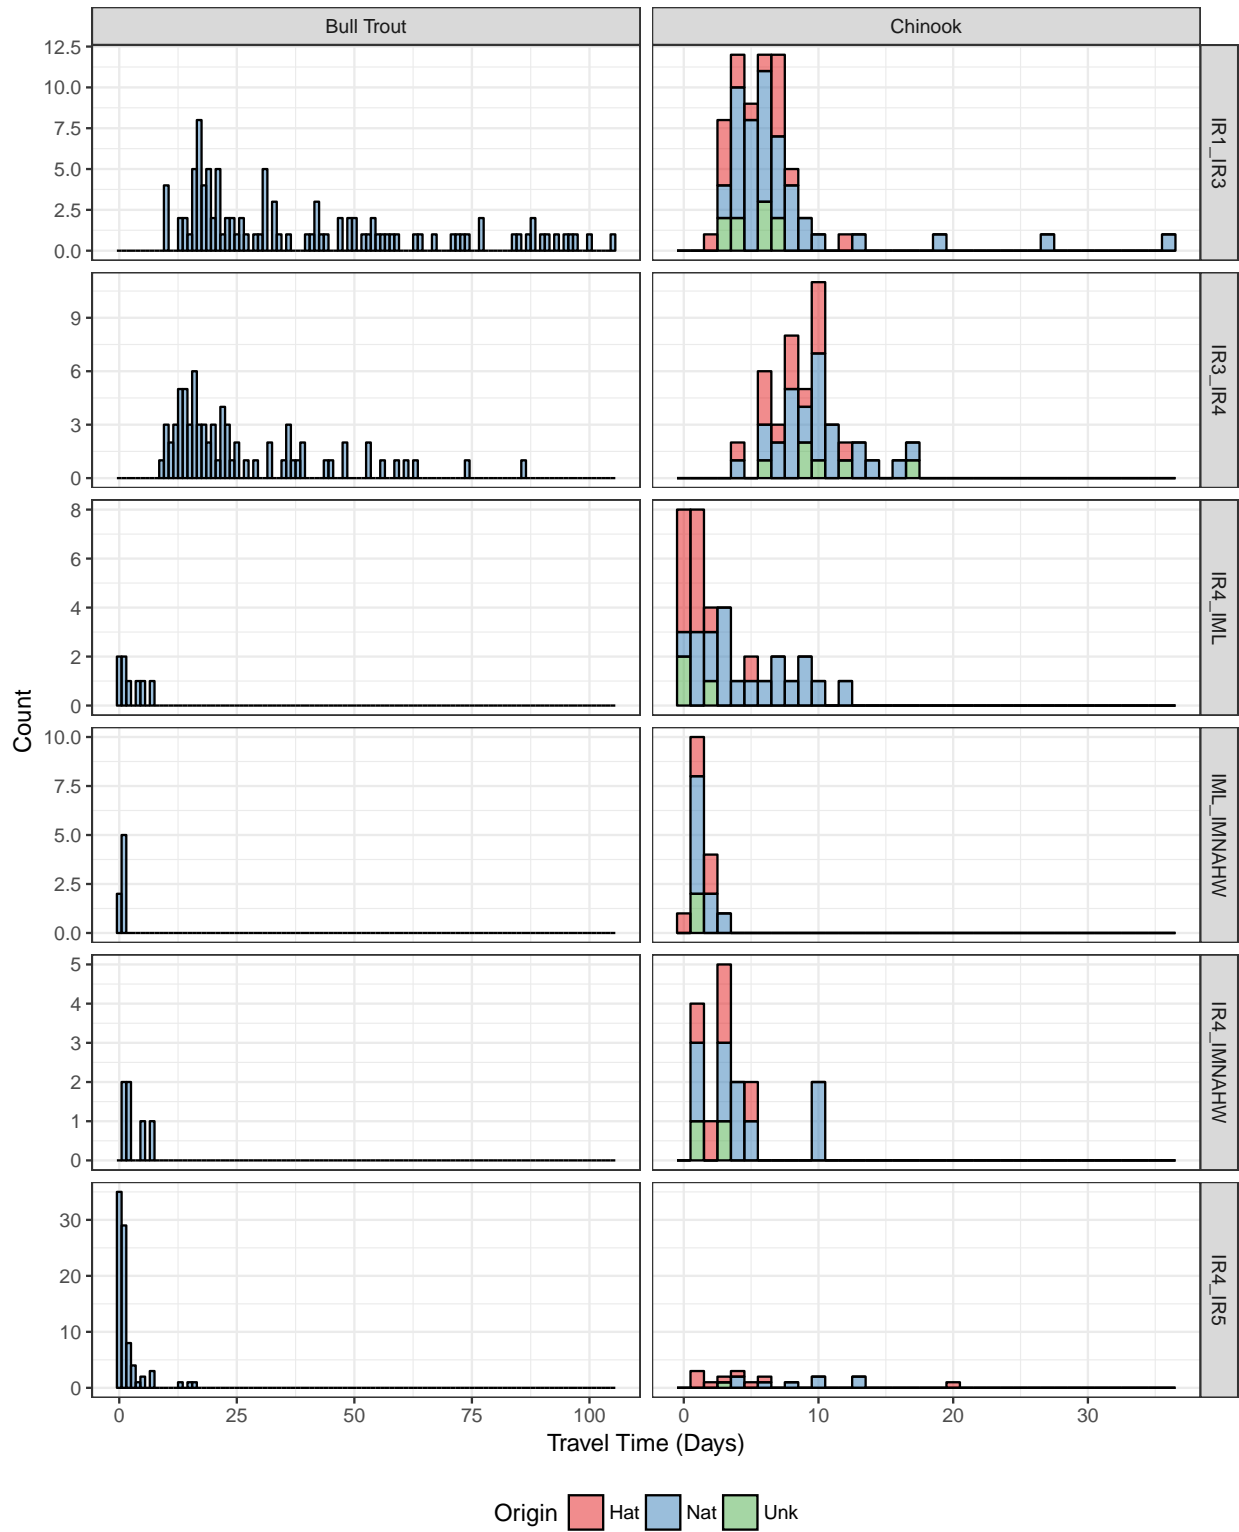 Bull Trout
Chinook
12.5
10.0
7.5
5.0
2.5
0.0
IR1_IR3
9
6
3
0
IR3_IR4
8
6
4
2
0
IR4_IML
10.0
7.5
5.0
2.5
0.0
IML_IMNAHW
5
4
3
2
1
0
IR4_IMNAHW
30
20
10
0
IR4_IR5
Count
0 25 50 75 100
0 10 20 30
Travel Time (Days)
Origin Hat Nat Unk